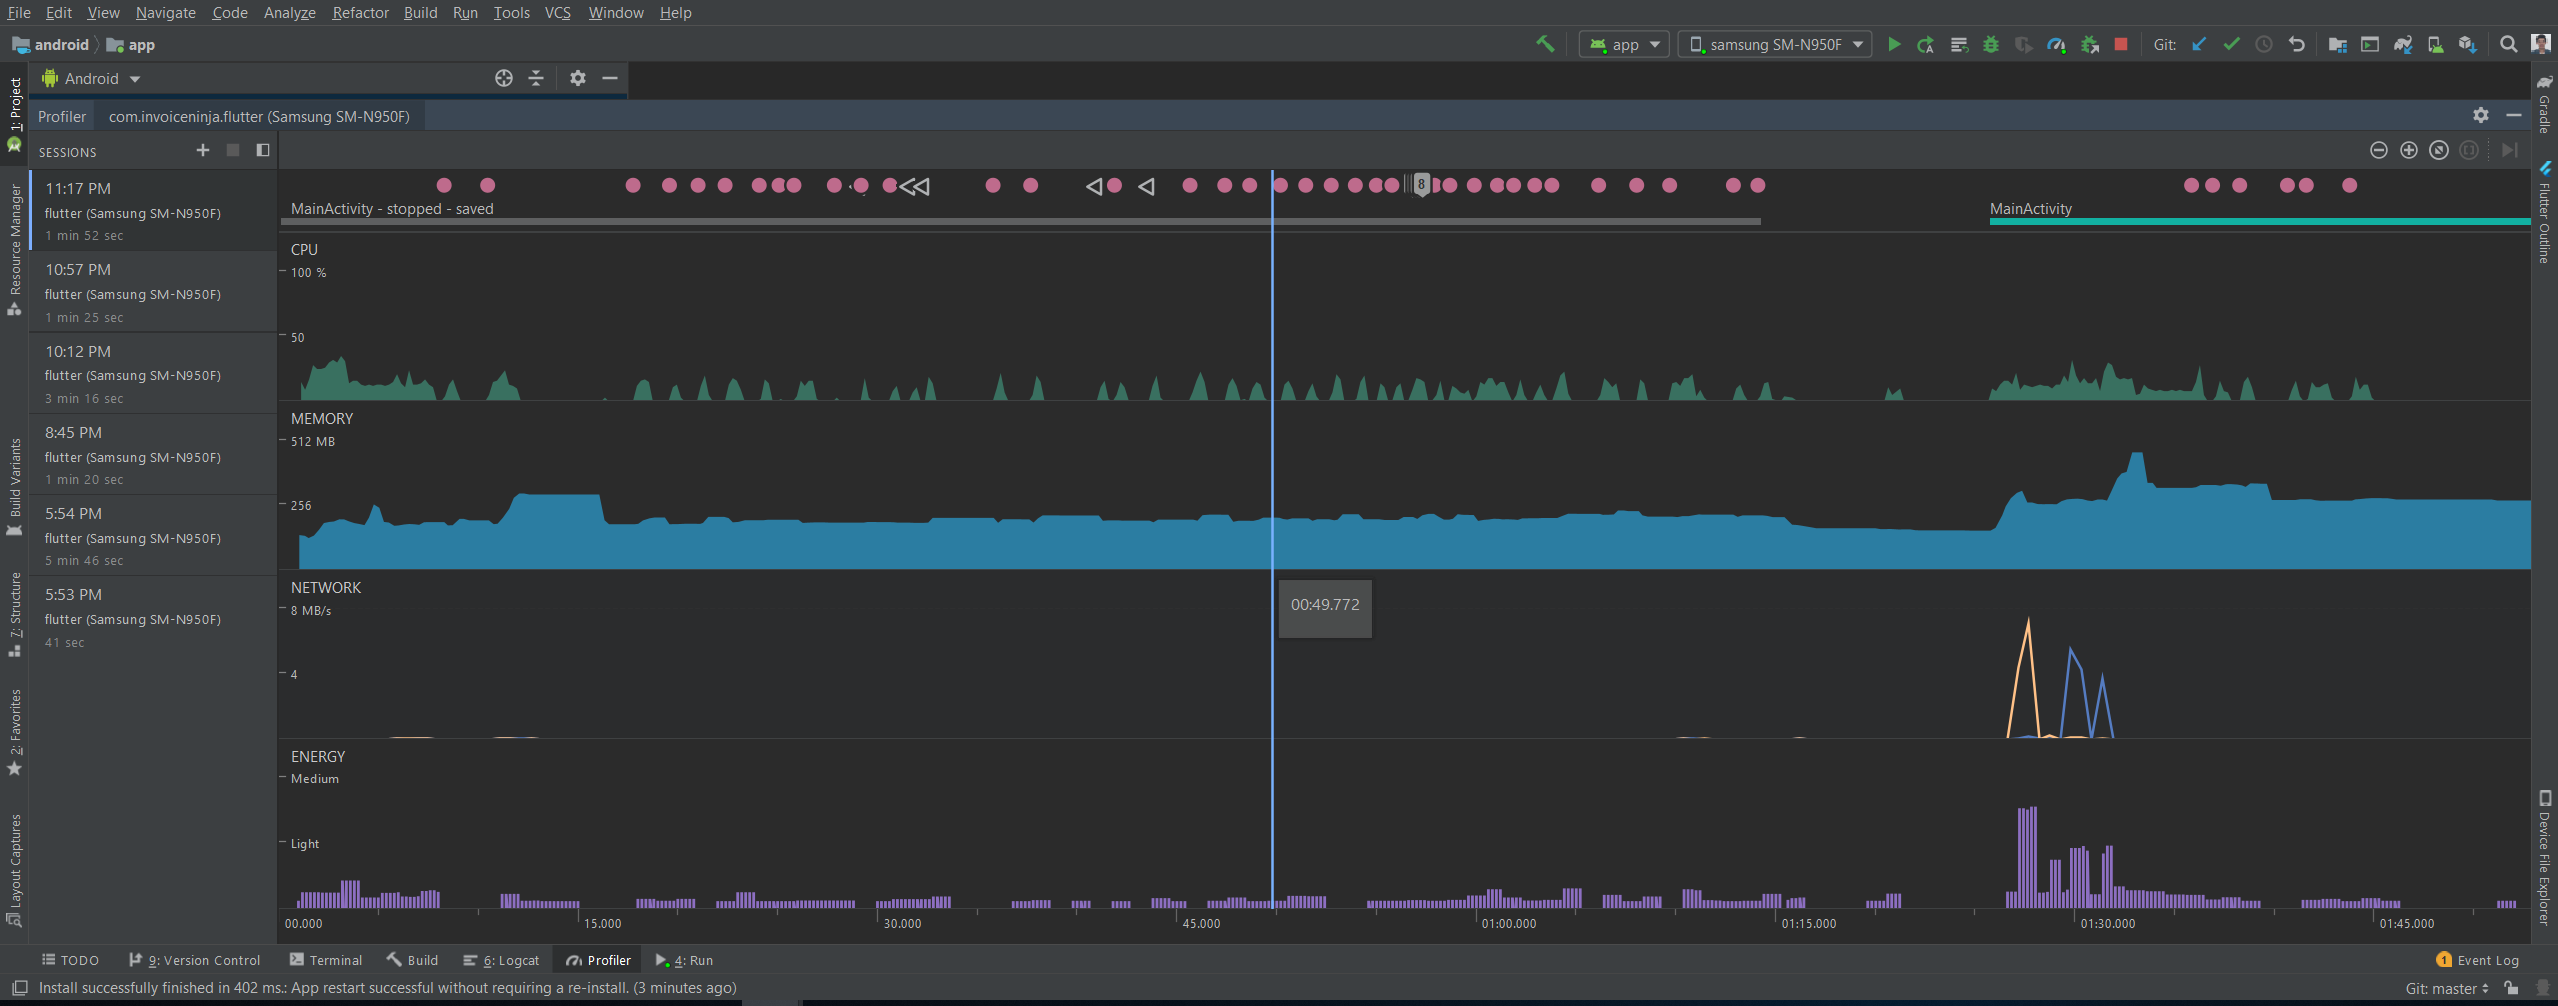 File Edit View Navigate Code Analyze Refactor Build Run Tools VCS Window Help
android app
app samsung SM-N950F Git:
Android
Profiler com.invoiceninja.flutter (Samsung SM-N950F)
SESSIONS
11:17 PM
flutter (Samsung SM-N950F)
1 min 52 sec
10:57 PM
flutter (Samsung SM-N950F)
1 min 25 sec
10:12 PM
flutter (Samsung SM-N950F)
3 min 16 sec
8:45 PM
flutter (Samsung SM-N950F)
1 min 20 sec
5:54 PM
flutter (Samsung SM-N950F)
5 min 46 sec
5:53 PM
flutter (Samsung SM-N950F)
41 sec
1: Project
Resource Manager
Build Variants
7: Structure
2: Favorites
Layout Captures
8
MainActivity - stopped - saved
MainActivity
CPU
100 %
50
MEMORY
512 MB
256
NETWORK
8 MB/s
4
00:49.772
ENERGY
Medium
Light
00.000 15.000 30.000 45.000 01:00.000 01:15.000 01:30.000 01:45.000
Gradle
Flutter Outline
Device File Explorer
TODO 9: Version Control Terminal Build 6: Logcat Profiler 4: Run 1 Event Log
Install successfully finished in 402 ms.: App restart successful without requiring a re-install. (3 minutes ago) Git: master